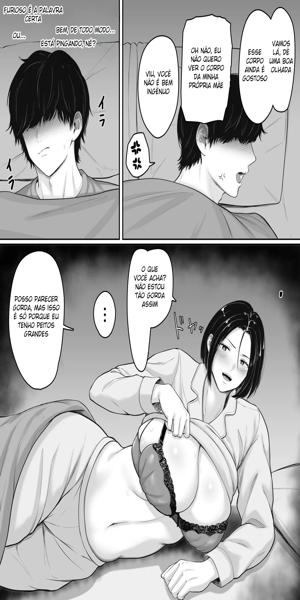 VAMOS LÁ,
DE UMA
BOA
OLHADA
ESSE
CORPO
AINDA É
GOSTOSO
OH NÃO, EU
NÃO QUERO
VER O CORPO
DA MINHA
PRÓPRIA MÃE
VIU, VOCÊ
NÃO É BEM
INGÊNUO
FURIOSO É A PALAVRA
CERTA
OU...
BEM, DE TODO MODO...
ESTÁ PINGANDO, NÉ?
O QUE
VOCÊ ACHA?
NÃO ESTOU
TÃO GORDA
ASSIM
...
POSSO PARECER
GORDA, MAS ISSO
É SÓ PORQUE EU
TENHO PEITOS
GRANDES